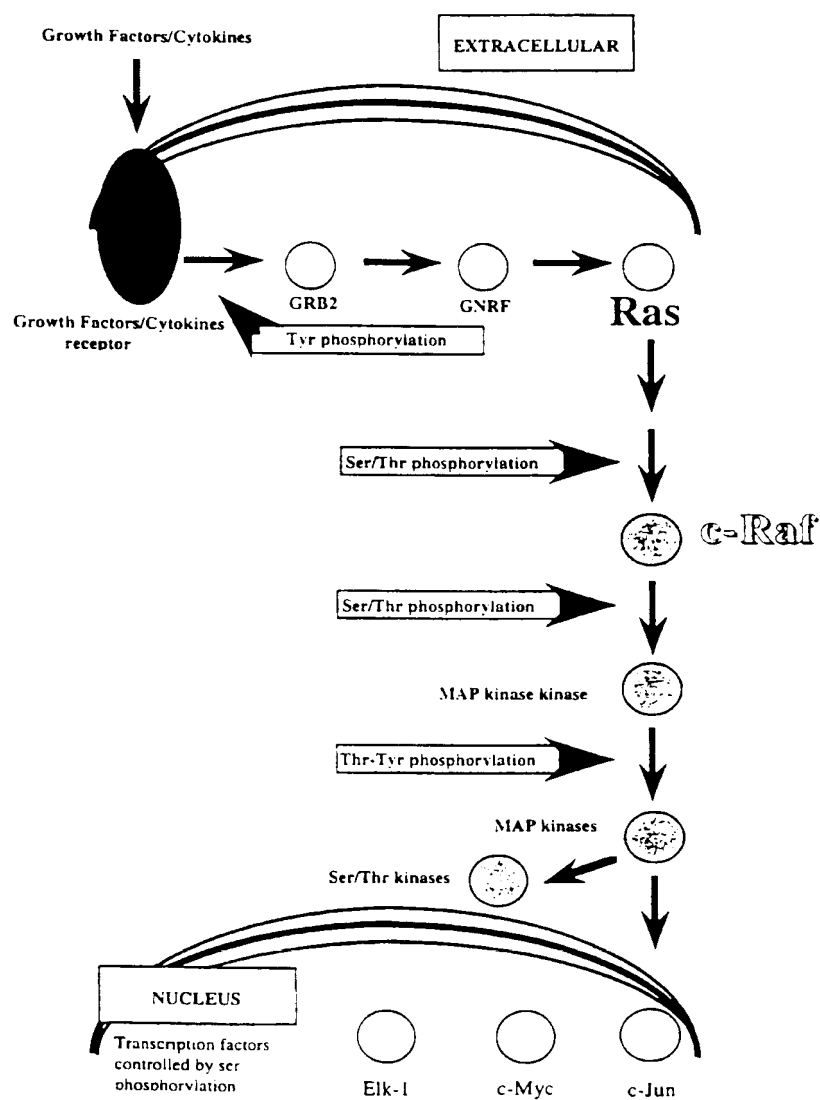 Growth Factors/Cytokines
EXTRACELLULAR
GRB2
GNRF
Ras
Growth Factors/Cytokines
receptor
Tyr phosphorylation
Ser/Thr phosphorylation
c-Raf
Ser/Thr phosphorylation
MAP kinase kinase
Thr-Tyr phosphorylation
MAP kinases
Ser/Thr kinases
NUCLEUS
Transcription factors
controlled by ser
phosphorylation
Elk-1
c-Myc
c-Jun